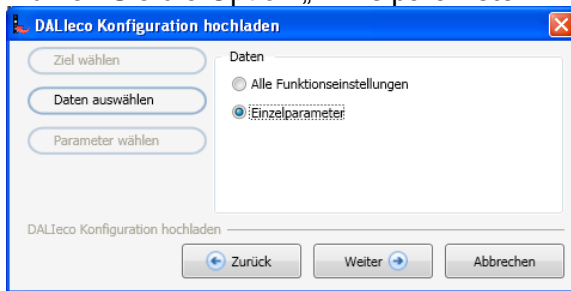 DALIeco Konfiguration hochladen
Ziel wählen
Daten auswählen
Parameter wählen
Daten
Alle Funktionseinstellungen
Einzelparameter
DALIeco Konfiguration hochladen
Zurück
Weiter
Abbrechen